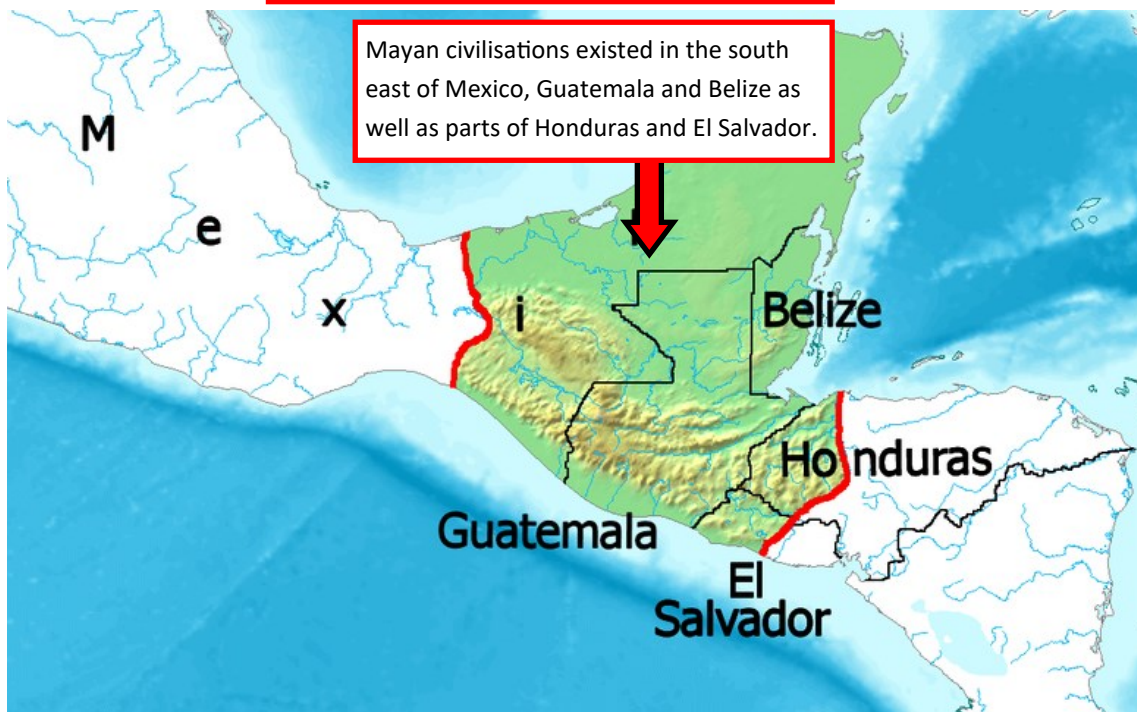 Mayan civilisations existed in the south
east of Mexico, Guatemala and Belize as
well as parts of Honduras and El Salvador.
M
e
x
i
Belize
Honduras
Guatemala
El
Salvador